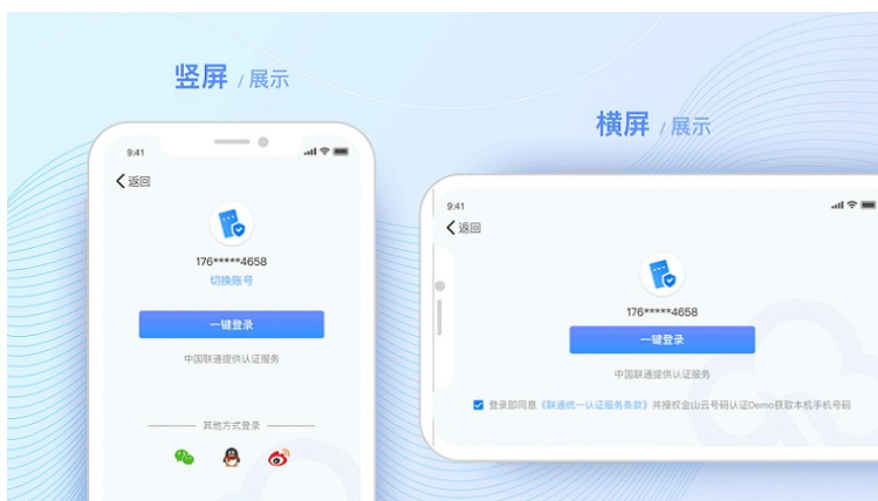 竖屏 / 展示
9:41
返回
176*****4658
切换账号
一键登录
中国联通提供认证服务
其他方式登录
横屏 / 展示
9:41
返回
176*****4658
一键登录
中国联通提供认证服务
登录即同意《联通统一认证服务条款》并授权金山云号码认证Demo获取本机手机号码